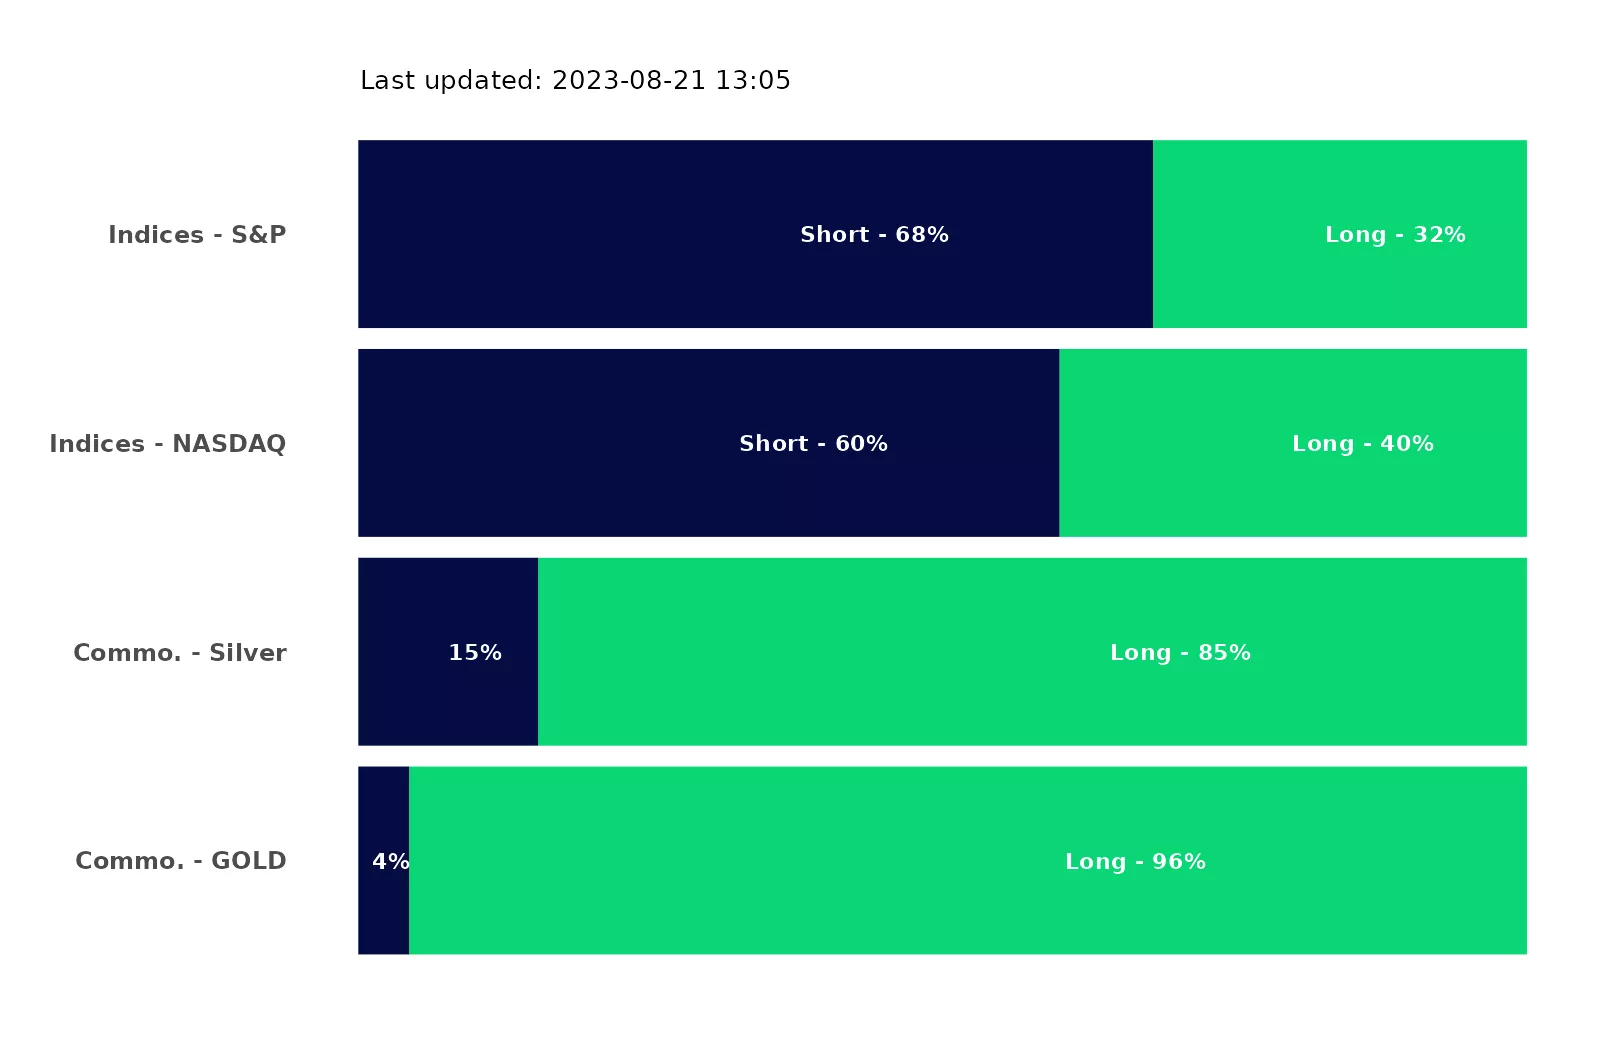 Last updated: 2023-08-21 13:05
Indices - S&P
Short - 68%
Long - 32%
Indices - NASDAQ
Short - 60%
Long - 40%
Commo. - Silver
15%
Long - 85%
Commo. - GOLD
4%
Long - 96%